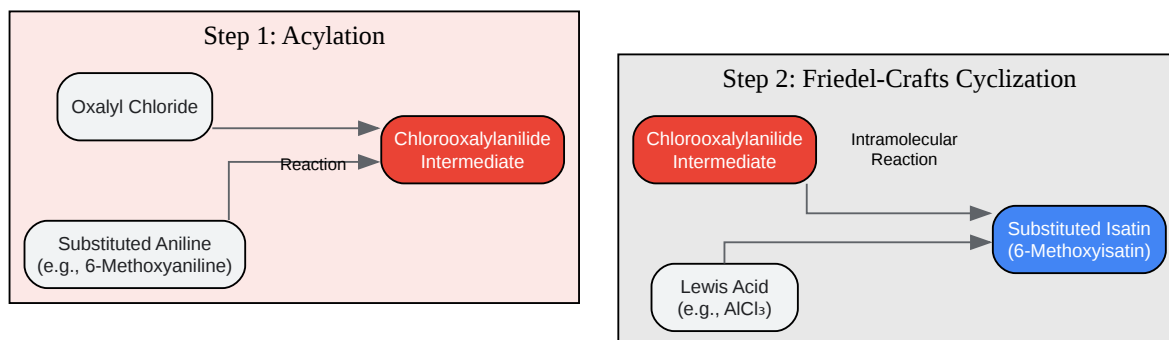 Step 1: Acylation
Oxalyl Chloride
Chlorooxalylanilide
Intermediate
Reaction
Substituted Aniline
(e.g., 6-Methoxyaniline)
Step 2: Friedel-Crafts Cyclization
Chlorooxalylanilide
Intermediate
Intramolecular
Reaction
Substituted Isatin
(6-Methoxyisatin)
Lewis Acid
(e.g., AlCl₃)